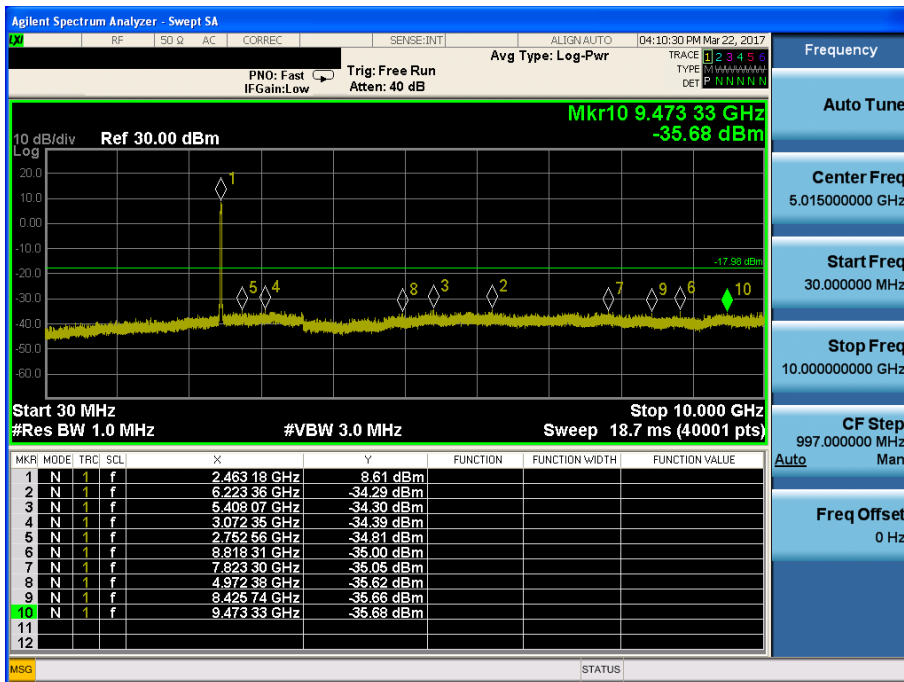 Agilent Spectrum Analyzer - Swept SA
LXI RF 50 Ω AC CORREC SENSE:INT ALIGN AUTO 04:10:30 PM Mar 22, 2017
Avg Type: Log-Pwr TRACE 1 2 3 4 5 6
PNO: Fast Trig: Free Run TYPE M
IFGain:Low Atten: 40 dB DET P N N N N N
Mkr10 9.473 33 GHz
-35.68 dBm
10 dB/div Ref 30.00 dBm
Log
20.0
1
10.0
0.00
-10.0
-17.98 dBm
-20.0
5 4 8 3 2 7 9 6 10
-30.0
-40.0
-50.0
-60.0
Start 30 MHz Stop 10.000 GHz
#Res BW 1.0 MHz #VBW 3.0 MHz Sweep 18.7 ms (40001 pts)
MKR MODE TRC SCL X Y FUNCTION FUNCTION WIDTH FUNCTION VALUE
1 N 1 f 2.463 18 GHz 8.61 dBm
2 N 1 f 6.223 36 GHz -34.29 dBm
3 N 1 f 5.408 07 GHz -34.30 dBm
4 N 1 f 3.072 35 GHz -34.39 dBm
5 N 1 f 2.752 56 GHz -34.81 dBm
6 N 1 f 8.818 31 GHz -35.00 dBm
7 N 1 f 7.823 30 GHz -35.05 dBm
8 N 1 f 4.972 38 GHz -35.62 dBm
9 N 1 f 8.425 74 GHz -35.66 dBm
10 N 1 f 9.473 33 GHz -35.68 dBm
11
12
MSG STATUS
Frequency
Auto Tune
Center Freq
5.015000000 GHz
Start Freq
30.000000 MHz
Stop Freq
10.000000000 GHz
CF Step
997.000000 MHz
Auto Man
Freq Offset
0 Hz